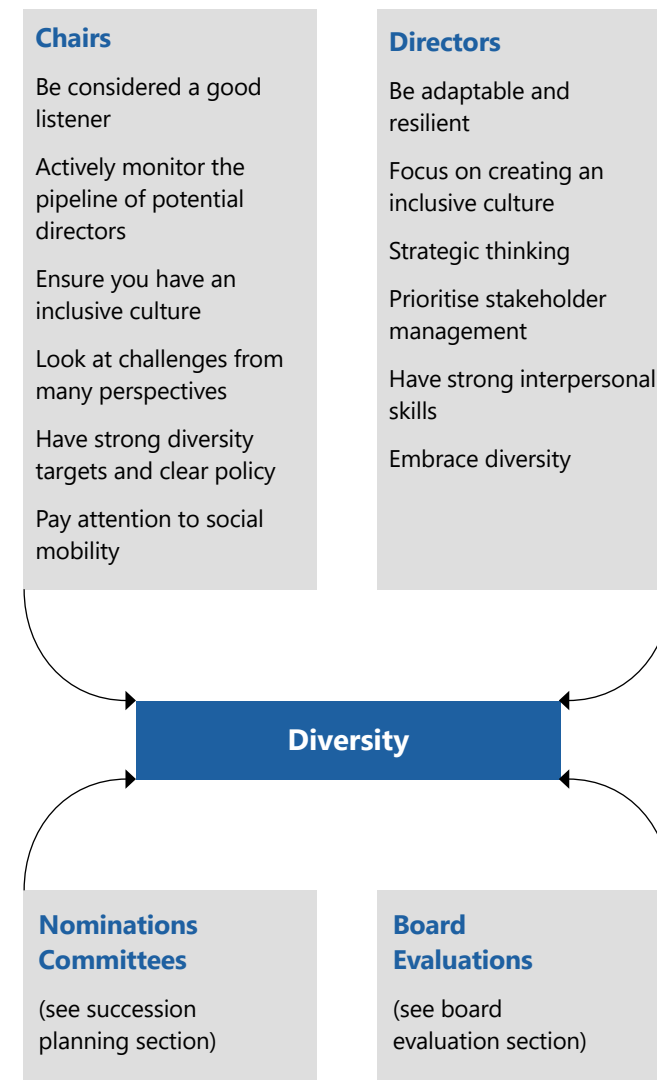 Chairs
Be considered a good
listener
Actively monitor the
pipeline of potential
directors
Ensure you have an
inclusive culture
Look at challenges from
many perspectives
Have strong diversity
targets and clear policy
Pay attention to social
mobility
Directors
Be adaptable and
resilient
Focus on creating an
inclusive culture
Strategic thinking
Prioritise stakeholder
management
Have strong interpersonal
skills
Embrace diversity
Diversity
Nominations
Committees
(see succession
planning section)
Board
Evaluations
(see board
evaluation section)